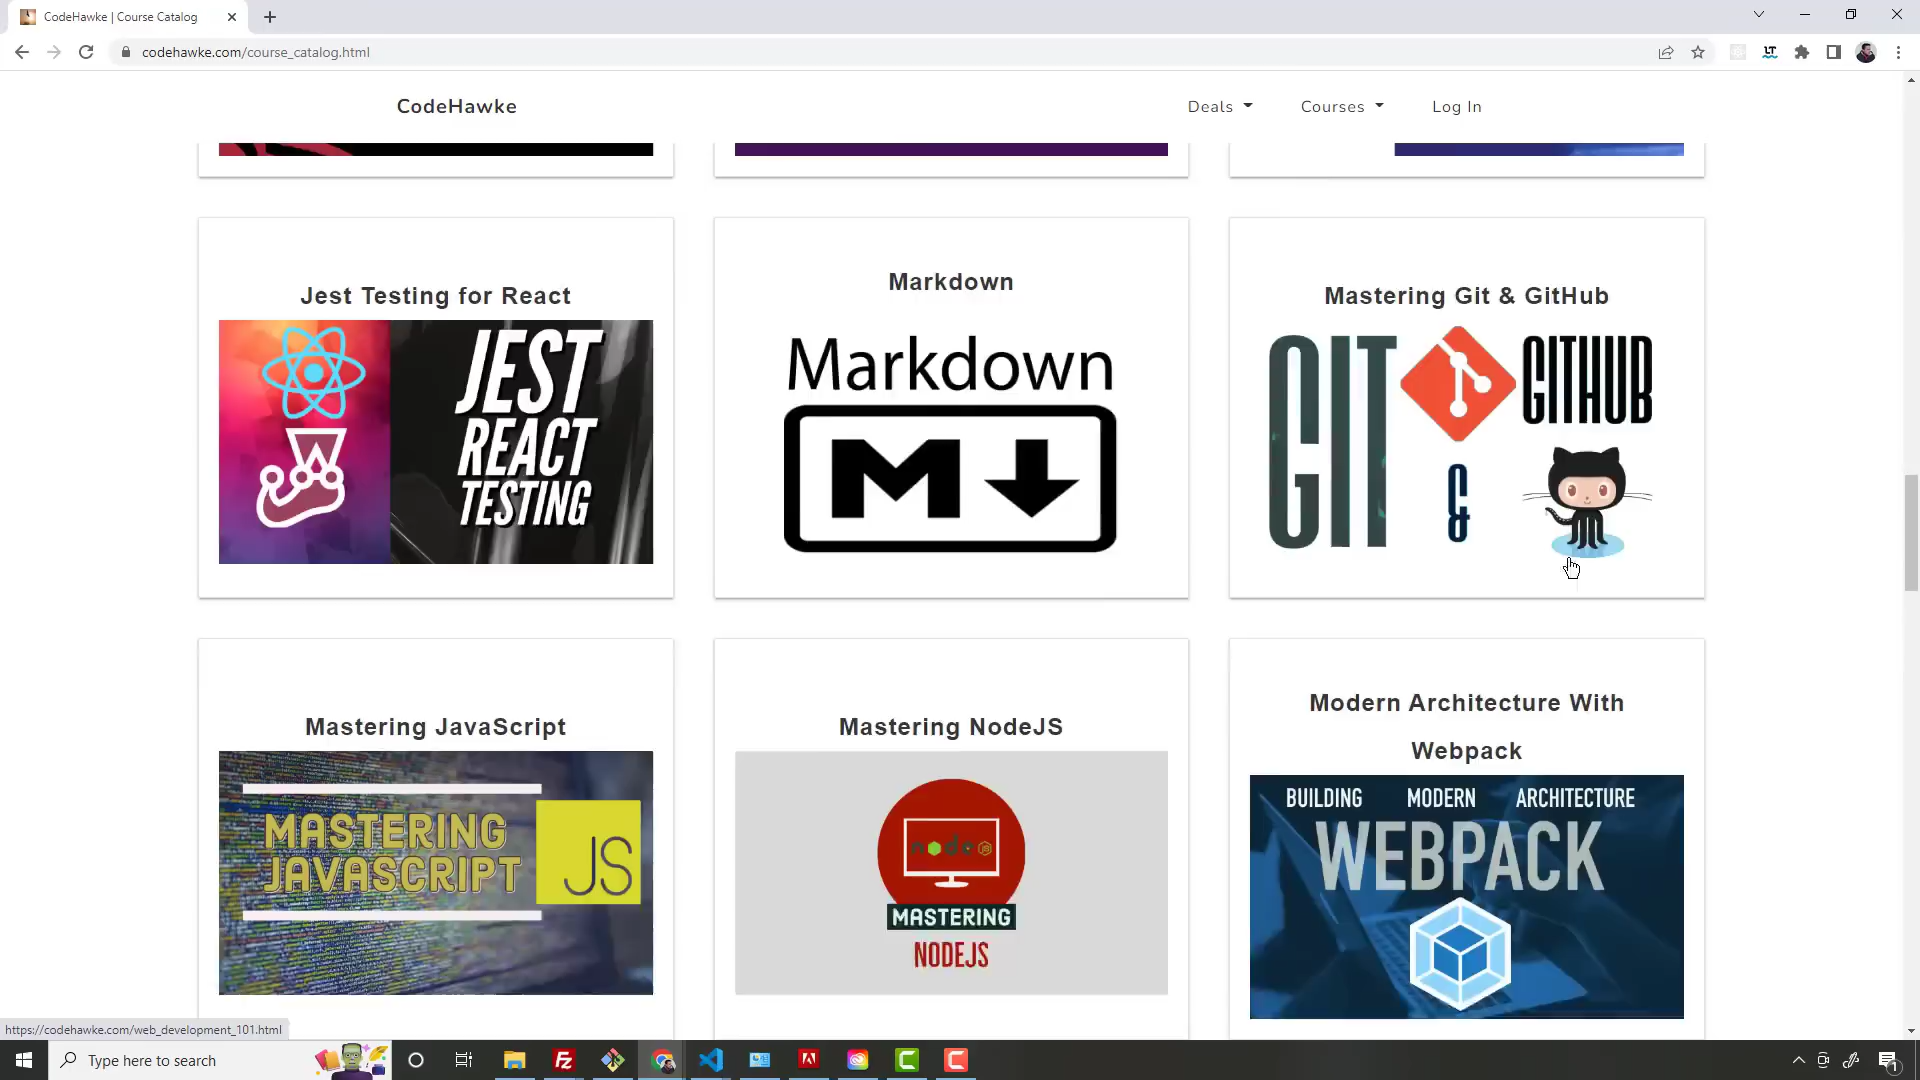 CodeHawke | Course Catalog
codehawke.com/course_catalog.html
CodeHawke
Deals
Courses
Log In
Jest Testing for React
JEST
REACT
TESTING
Markdown
Markdown
M
Mastering Git & GitHub
GIT
GITHUB
&
Mastering JavaScript
MASTERING
JAVASCRIPT
JS
Mastering NodeJS
node
MASTERING
NODEJS
Modern Architecture With
Webpack
BUILDING MODERN ARCHITECTURE
WEBPACK
https://codehawke.com/web_development_101.html
Type here to search